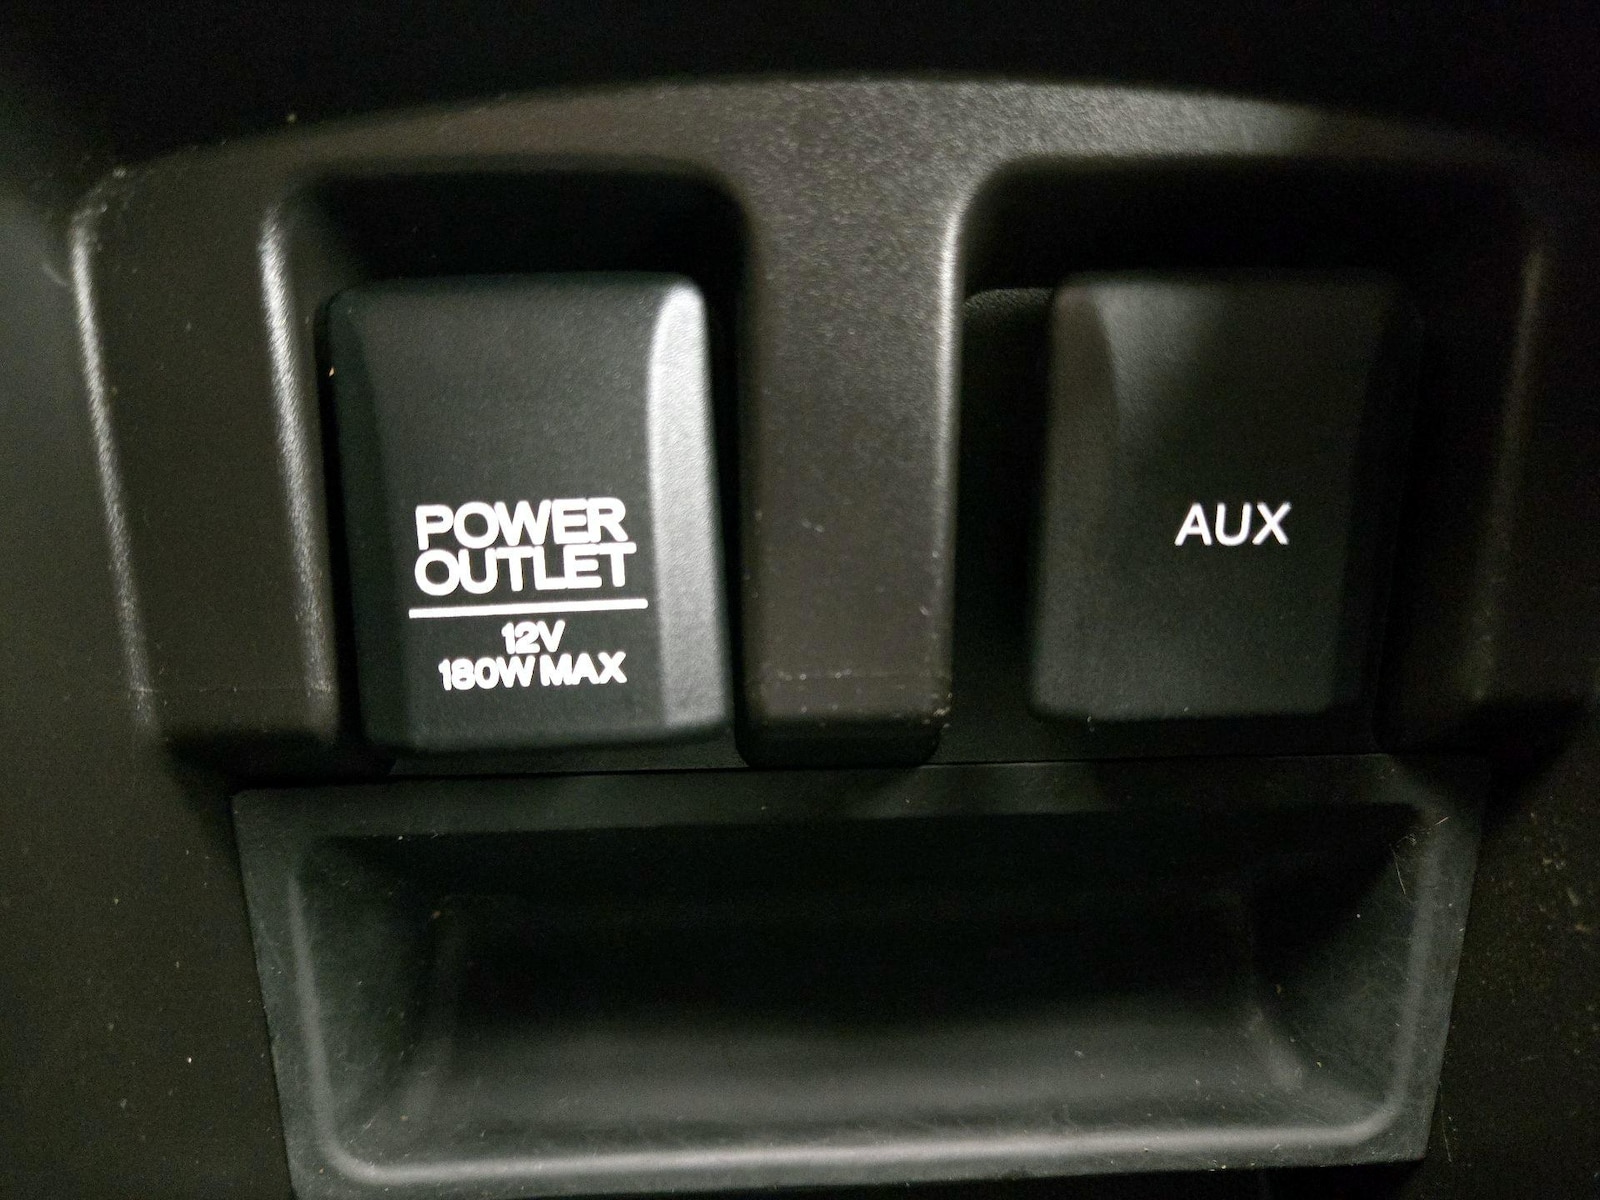 POWER
OUTLET
12V
180W MAX
AUX